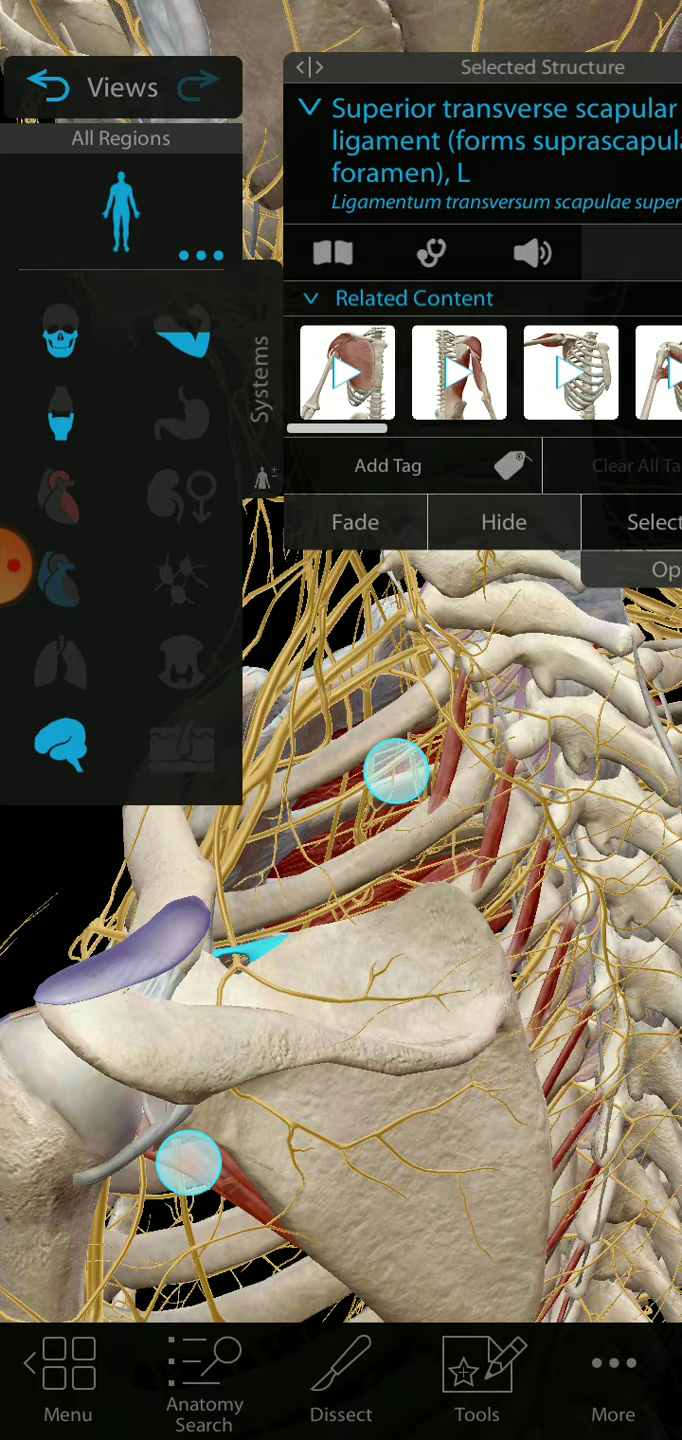 Views
All Regions
Systems
Selected Structure
Superior transverse scapular
ligament (forms suprascapula
foramen), L
Ligamentum transversum scapulae super
Related Content
Add Tag
Clear All Ta
Fade
Hide
Select
Op
Menu
Anatomy
Search
Dissect
Tools
More